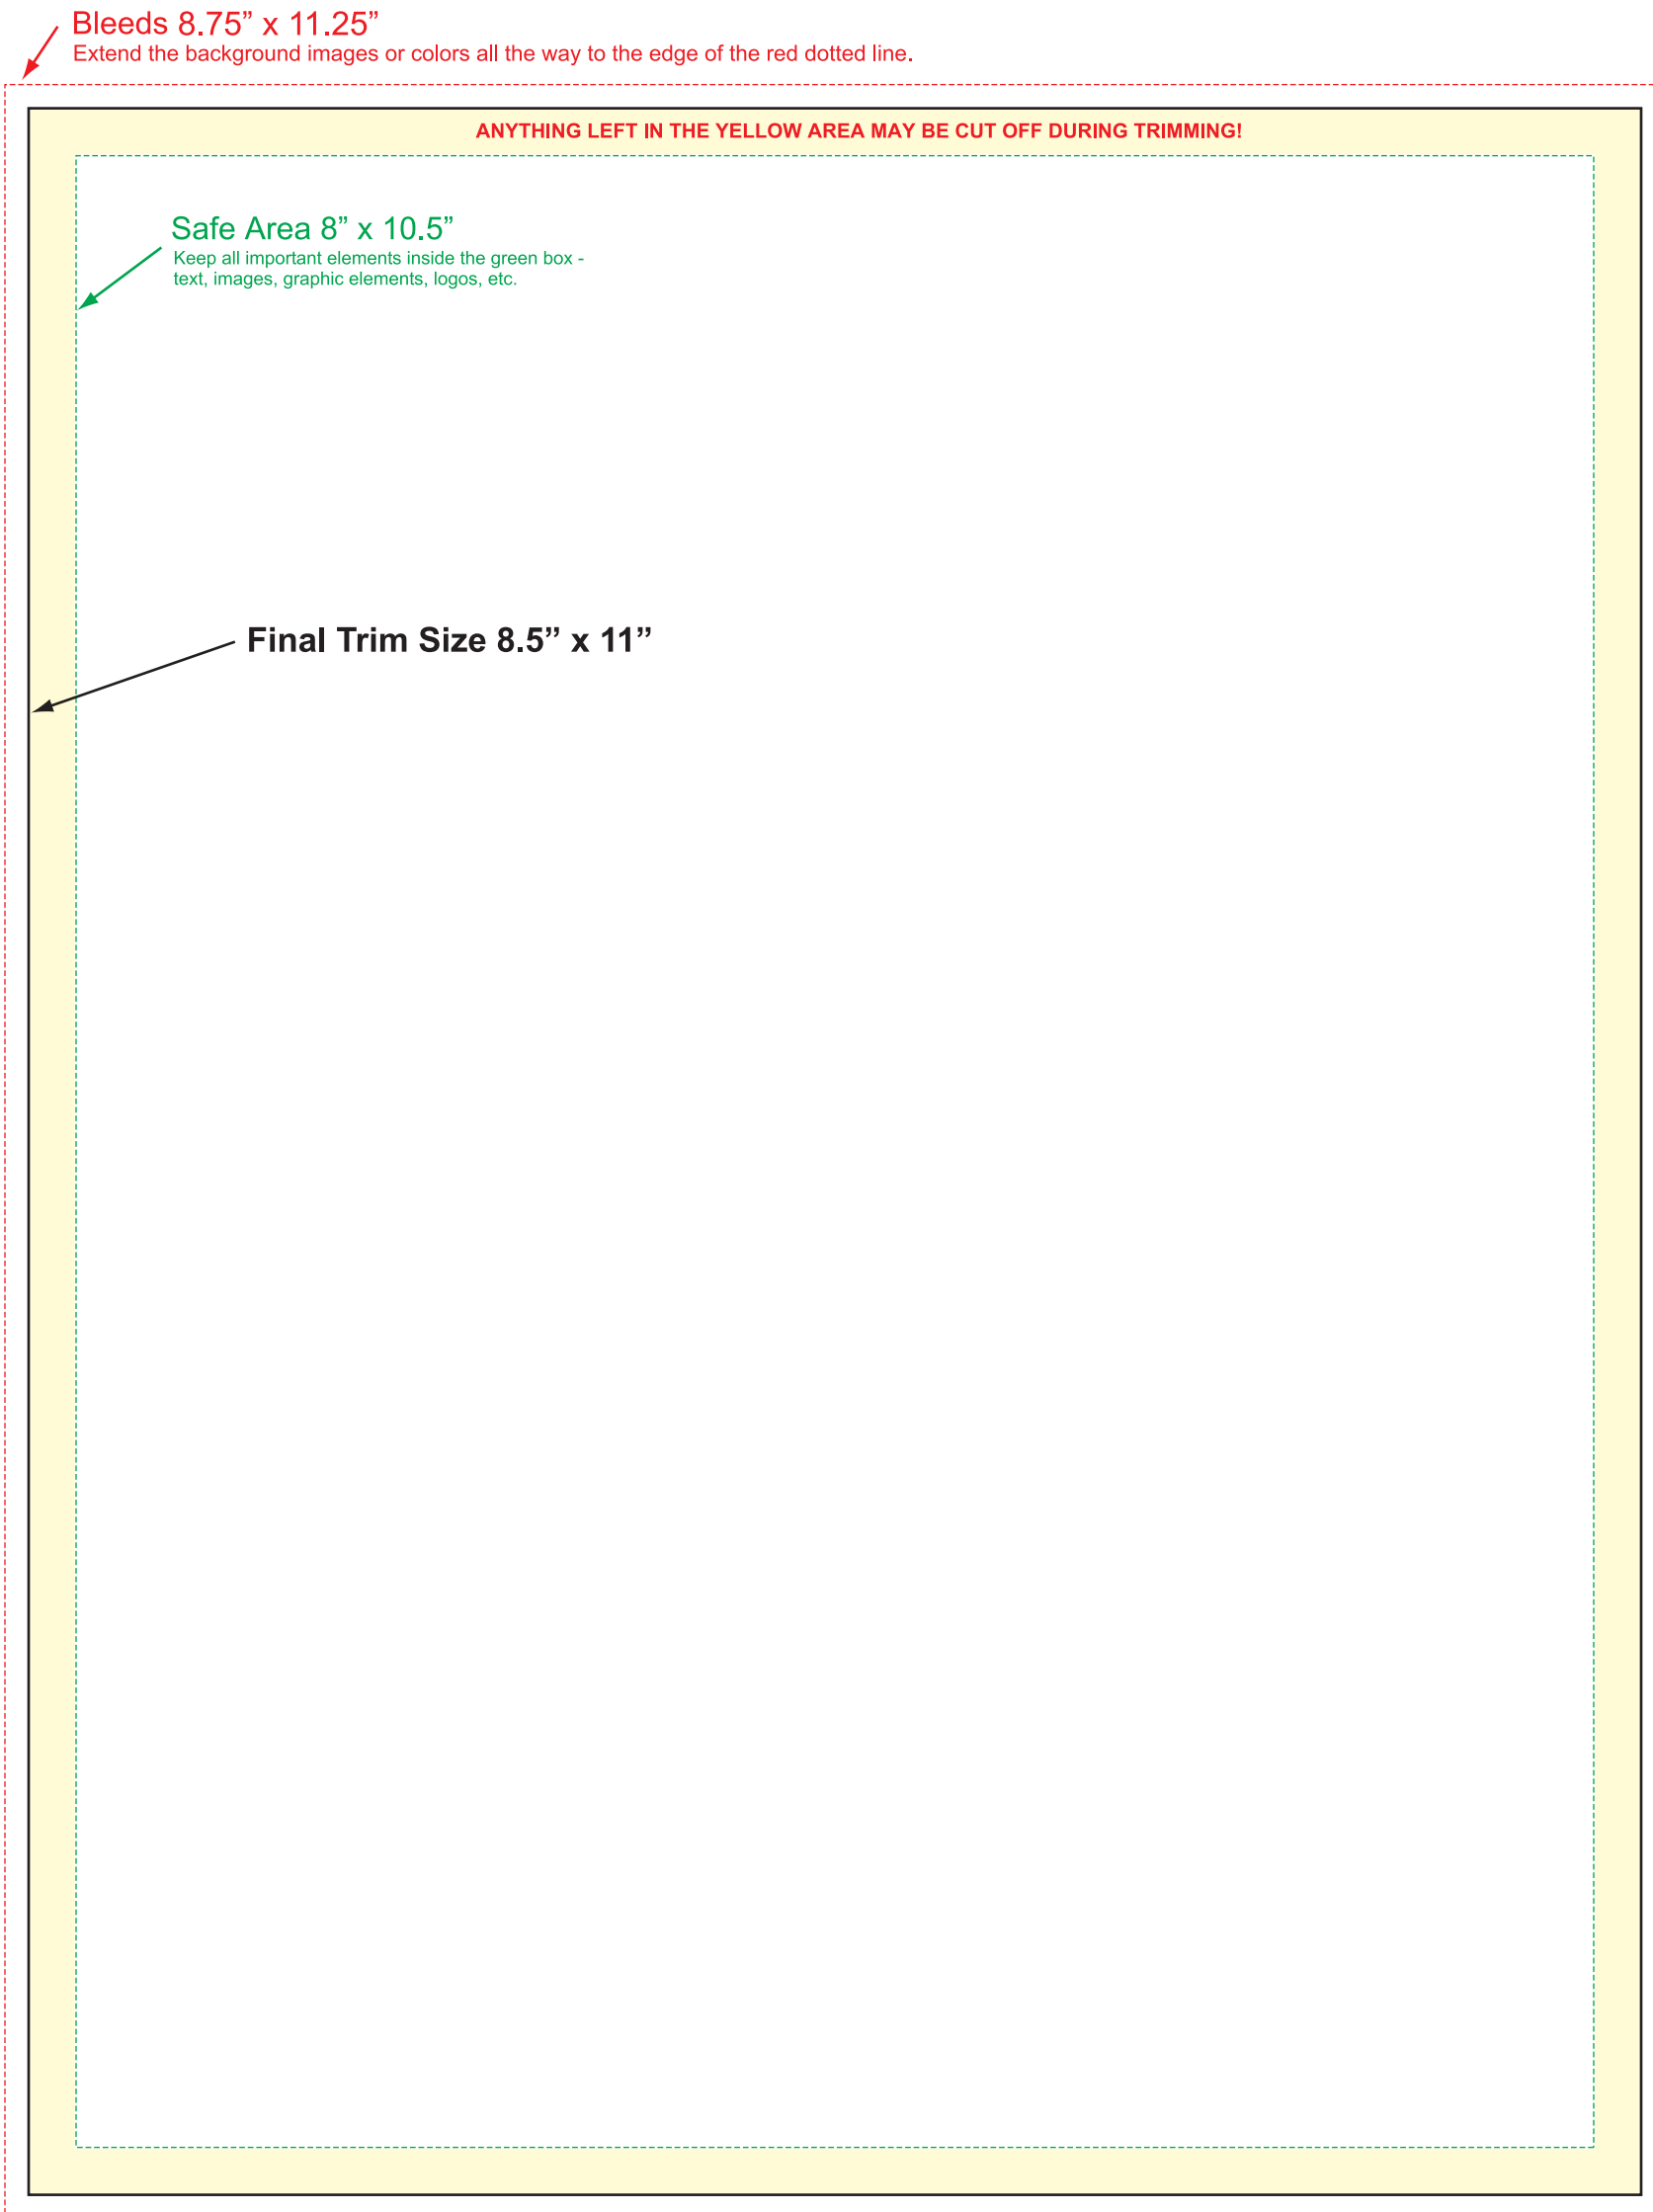 Bleeds 8.75” x 11.25”
Extend the background images or colors all the way to the edge of the red dotted line.
ANYTHING LEFT IN THE YELLOW AREA MAY BE CUT OFF DURING TRIMMING!
Safe Area 8” x 10.5”
Keep all important elements inside the green box -
text, images, graphic elements, logos, etc.
Final Trim Size 8.5” x 11”